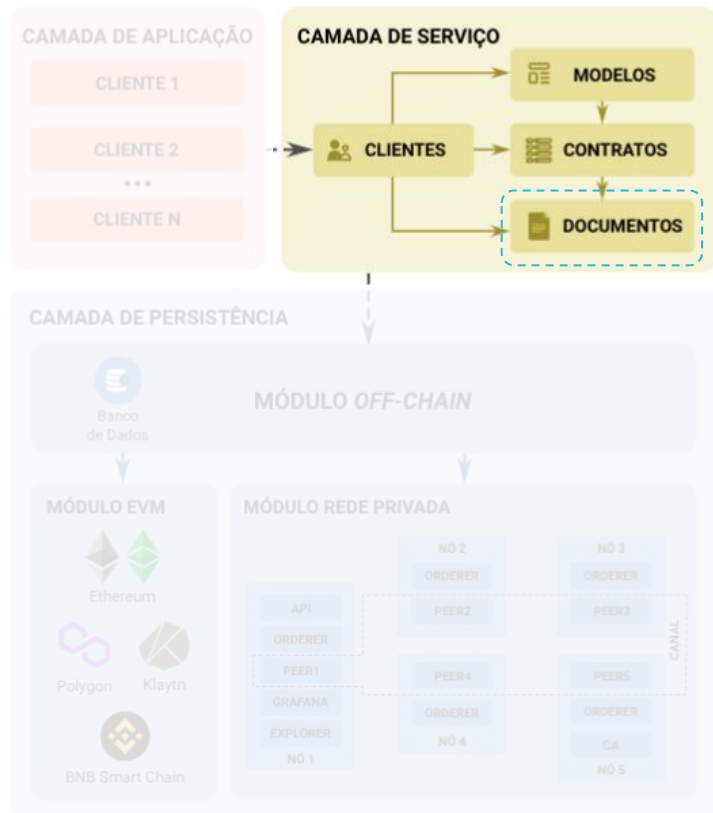 CAMADA DE APLICAÇÃO
CLIENTE 1
CLIENTE 2
...
CLIENTE N
CAMADA DE SERVIÇO
CLIENTES
MODELOS
CONTRATOS
DOCUMENTOS
CAMADA DE PERSISTÊNCIA
Banco
de Dados
MÓDULO OFF-CHAIN
MÓDULO EVM
Ethereum
Polygon
Klaytn
BNB Smart Chain
MÓDULO REDE PRIVADA
API
ORDERER
PEER1
GRAFANA
EXPLORER
NÓ 1
NÓ 2
ORDERER
PEER2
NÓ 3
ORDERER
PEER3
CANAL
PEER4
ORDERER
NÓ 4
PEER5
ORDERER
CA
NÓ 5